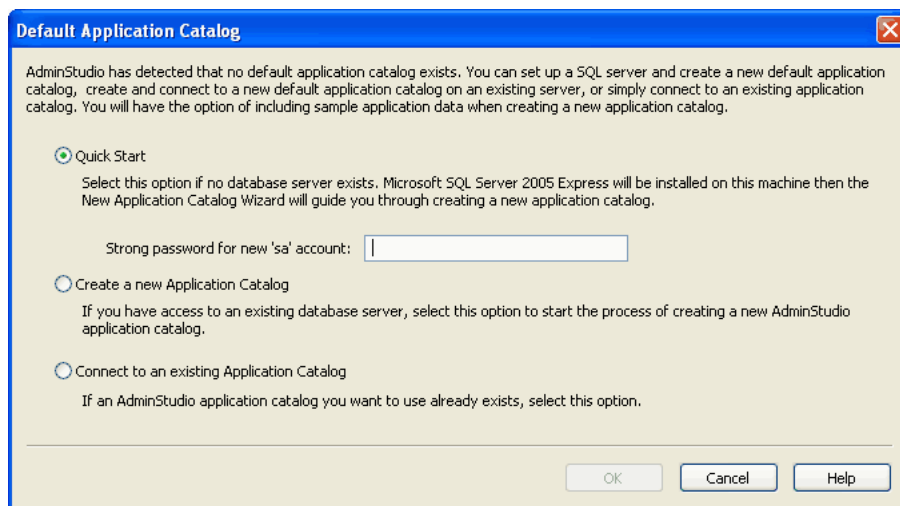 Default Application Catalog
AdminStudio has detected that no default application catalog exists. You can set up a SQL server and create a new default application
catalog, create and connect to a new default application catalog on an existing server, or simply connect to an existing application
catalog. You will have the option of including sample application data when creating a new application catalog.
Quick Start
Select this option if no database server exists. Microsoft SQL Server 2005 Express will be installed on this machine then the
New Application Catalog Wizard will guide you through creating a new application catalog.
Strong password for new 'sa' account:
Create a new Application Catalog
If you have access to an existing database server, select this option to start the process of creating a new AdminStudio
application catalog.
Connect to an existing Application Catalog
If an AdminStudio application catalog you want to use already exists, select this option.
OK Cancel Help